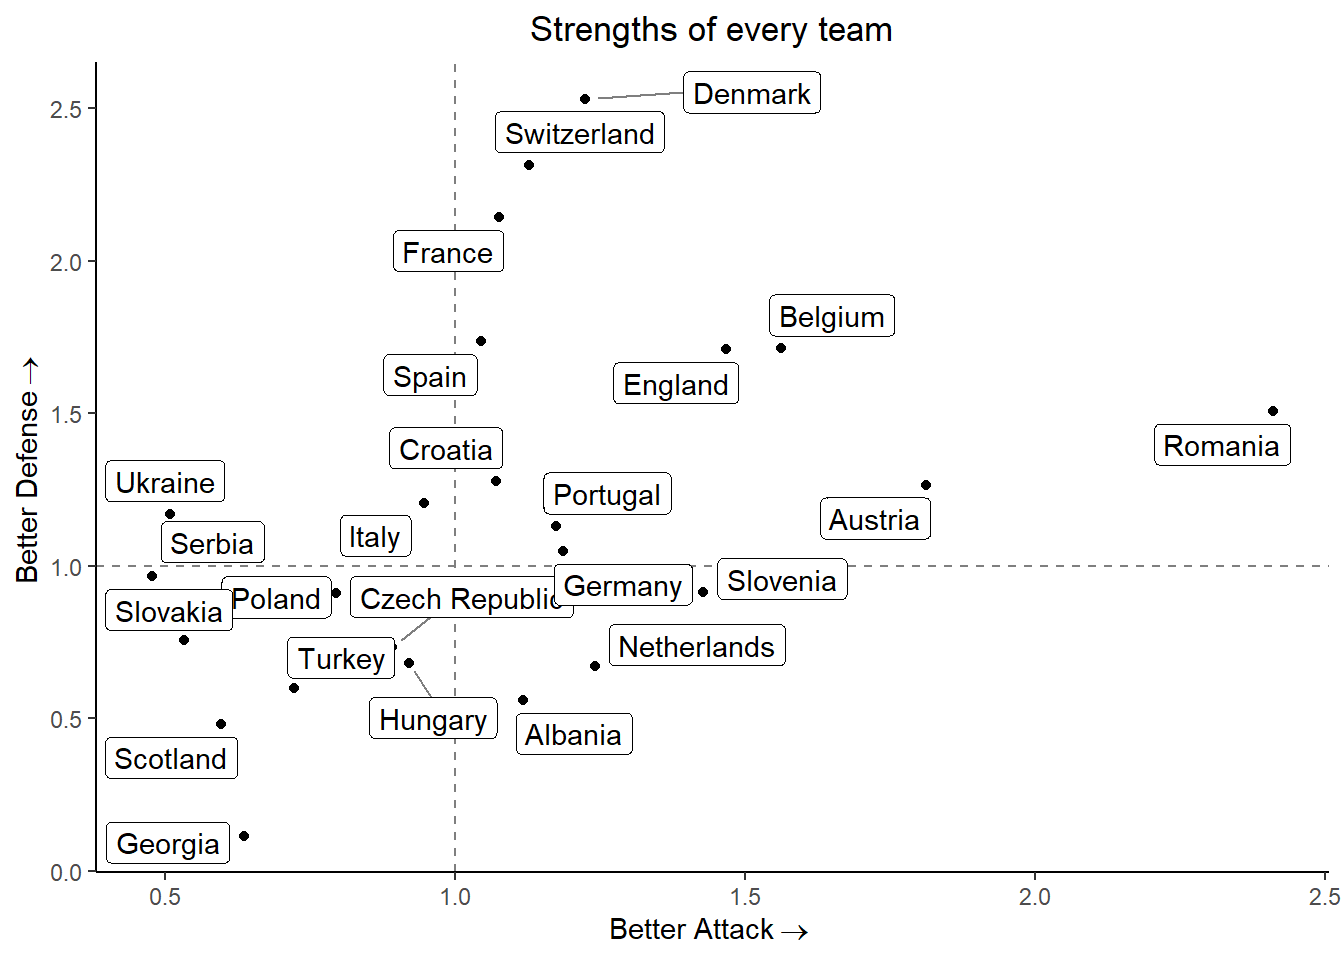 Strengths of every team
Denmark
Switzerland
France
Belgium
Spain
England
Croatia
Romania
Ukraine
Portugal
Austria
Serbia
Italy
Slovenia
Germany
Czech Republic
Poland
Slovakia
Netherlands
Turkey
Hungary
Albania
Scotland
Georgia
2.5
2.0
1.5
1.0
0.5
0.0
Better Defense →
0.5
1.0
1.5
2.0
2.5
Better Attack →